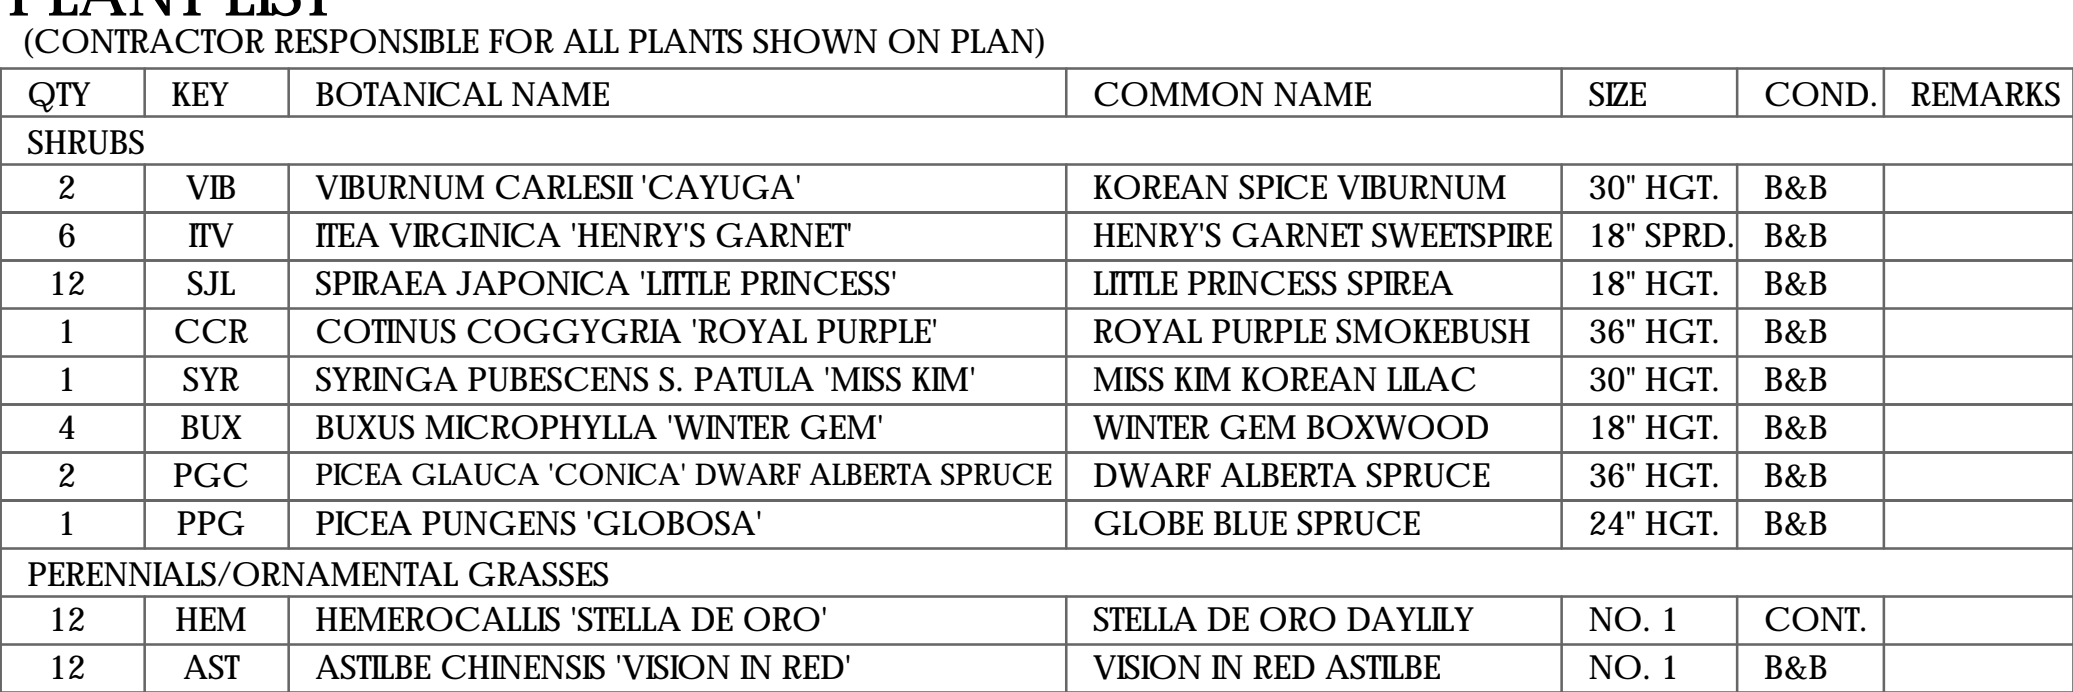 PLANT LIST
(CONTRACTOR RESPONSIBLE FOR ALL PLANTS SHOWN ON PLAN)
QTY KEY BOTANICAL NAME COMMON NAME SIZE COND. REMARKS
SHRUBS
2 VIB VIBURNUM CARLESII 'CAYUGA' KOREAN SPICE VIBURNUM 30" HGT. B&B
6 ITV ITEA VIRGINICA 'HENRY'S GARNET' HENRY'S GARNET SWEETSPIRE 18" SPRD. B&B
12 SJL SPIRAEA JAPONICA 'LITTLE PRINCESS' LITTLE PRINCESS SPIREA 18" HGT. B&B
1 CCR COTINUS COGGYGRIA 'ROYAL PURPLE' ROYAL PURPLE SMOKEBUSH 36" HGT. B&B
1 SYR SYRINGA PUBESCENS S. PATULA 'MISS KIM' MISS KIM KOREAN LILAC 30" HGT. B&B
4 BUX BUXUS MICROPHYLLA 'WINTER GEM' WINTER GEM BOXWOOD 18" HGT. B&B
2 PGC PICEA GLAUCA 'CONICA' DWARF ALBERTA SPRUCE DWARF ALBERTA SPRUCE 36" HGT. B&B
1 PPG PICEA PUNGENS 'GLOBOSA' GLOBE BLUE SPRUCE 24" HGT. B&B
PERENNIALS/ORNAMENTAL GRASSES
12 HEM HEMEROCALLIS 'STELLA DE ORO' STELLA DE ORO DAYLILY NO. 1 CONT.
12 AST ASTILBE CHINENSIS 'VISION IN RED' VISION IN RED ASTILBE NO. 1 B&B